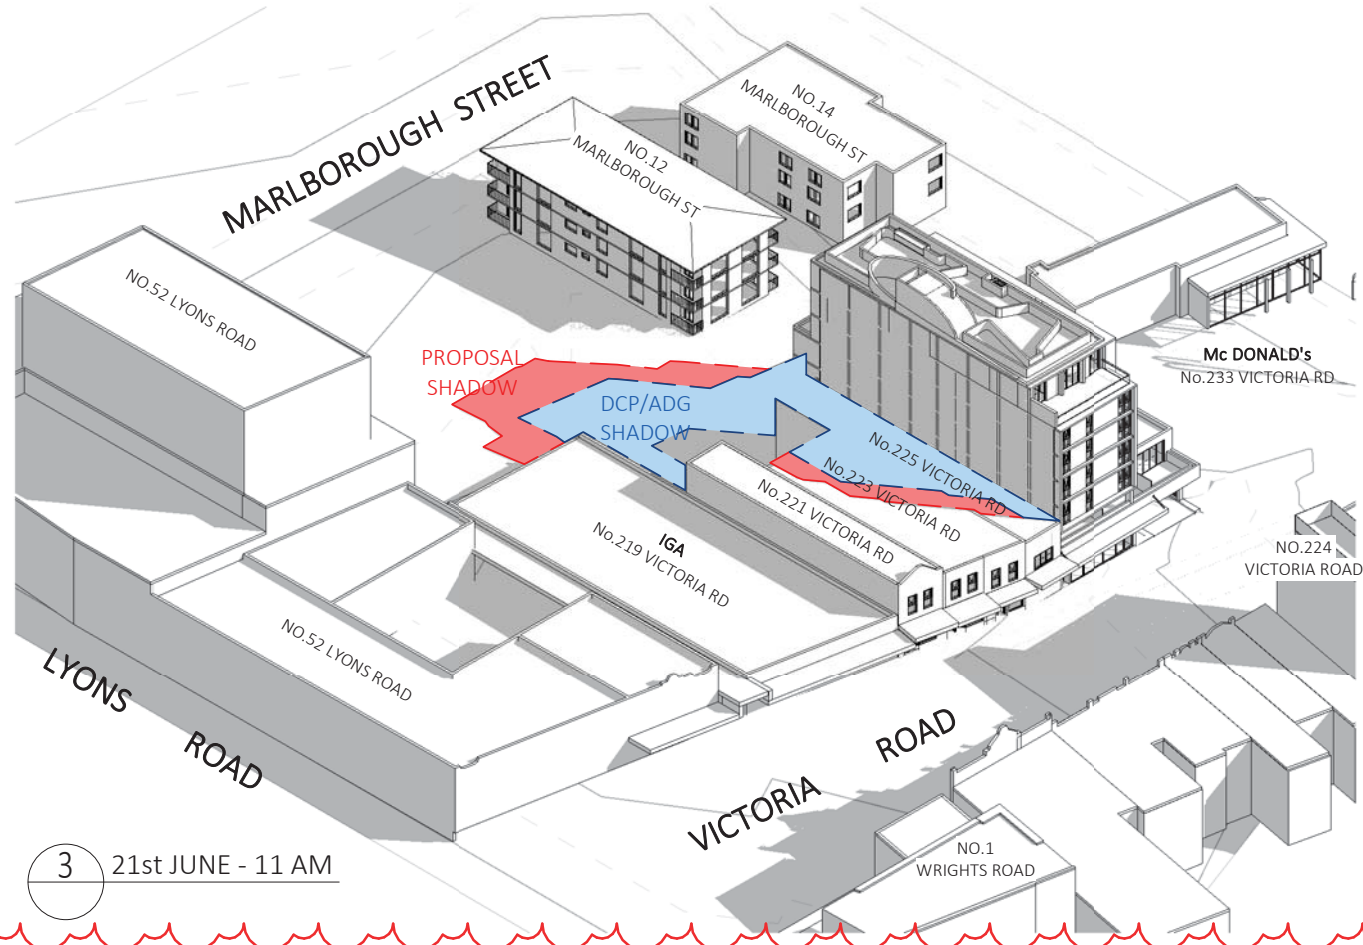 MARLBOROUGH STREET
NO.14
MARLBOROUGH ST
NO.12
MARLBOROUGH ST
NO.52 LYONS ROAD
PROPOSAL
SHADOW
DCP/ADG
SHADOW
Mc DONALD's
No.233 VICTORIA RD
No.225 VICTORIA RD
No.223 VICTORIA RD
No.221 VICTORIA RD
IGA
No.219 VICTORIA RD
NO.224
VICTORIA ROAD
NO.52 LYONS ROAD
LYONS ROAD
VICTORIA ROAD
NO.1
WRIGHTS ROAD
3 21st JUNE - 11 AM